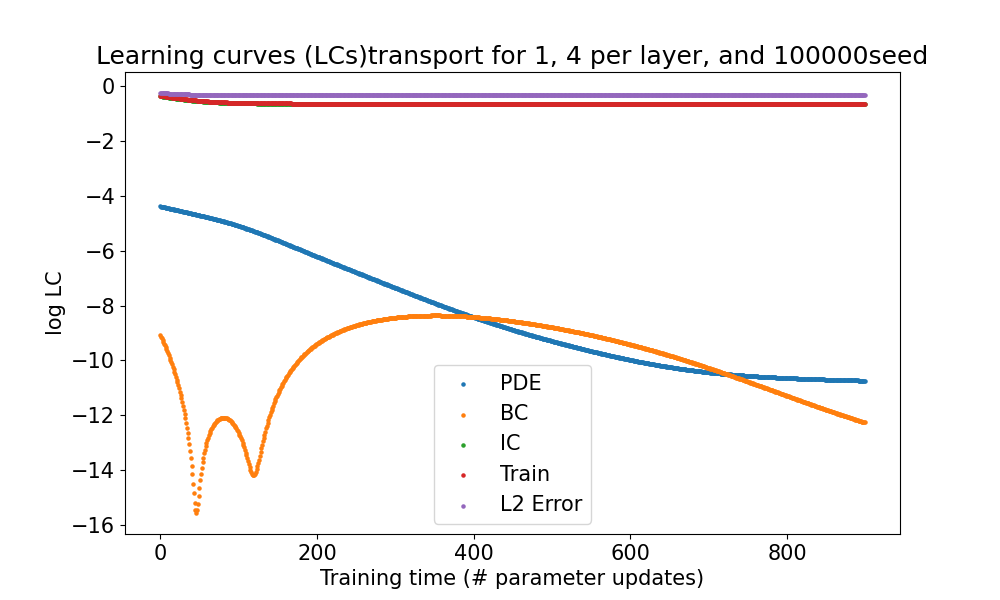 Learning curves (LCs)transport for 1, 4 per layer, and 100000seed
log LC
0
−2
−4
−6
−8
−10
−12
−14
−16
PDE
BC
IC
Train
L2 Error
0 200 400 600 800
Training time (# parameter updates)